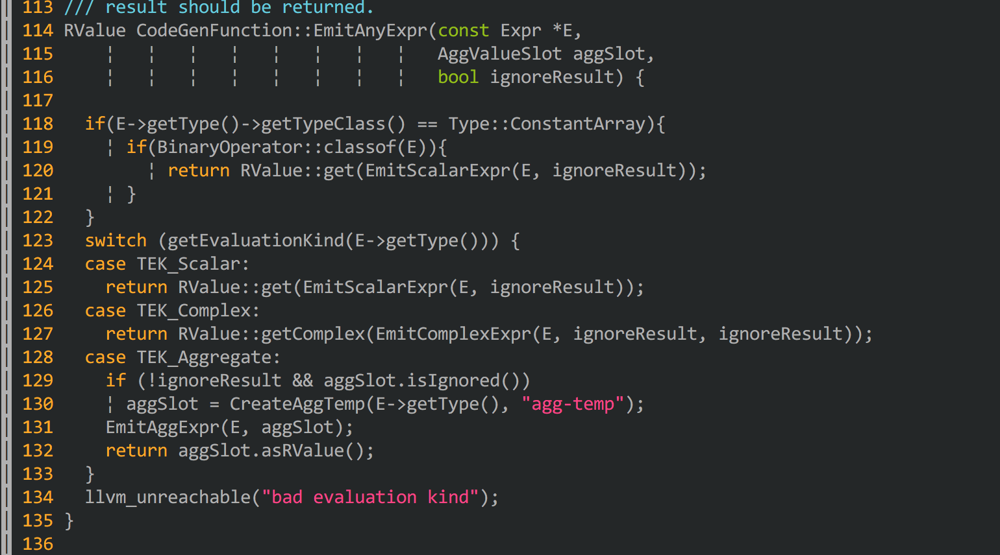 113 /// result should be returned.
114 RValue CodeGenFunction::EmitAnyExpr(const Expr *E,
115 ¦ ¦ ¦ ¦ ¦ ¦ ¦ ¦ AggValueSlot aggSlot,
116 ¦ ¦ ¦ ¦ ¦ ¦ ¦ ¦ bool ignoreResult) {
117
118 if(E->getType()->getTypeClass() == Type::ConstantArray){
119 ¦ if(BinaryOperator::classof(E)){
120 ¦ return RValue::get(EmitScalarExpr(E, ignoreResult));
121 ¦ }
122 }
123 switch (getEvaluationKind(E->getType())) {
124 case TEK_Scalar:
125 return RValue::get(EmitScalarExpr(E, ignoreResult));
126 case TEK_Complex:
127 return RValue::getComplex(EmitComplexExpr(E, ignoreResult, ignoreResult));
128 case TEK_Aggregate:
129 if (!ignoreResult && aggSlot.isIgnored())
130 ¦ aggSlot = CreateAggTemp(E->getType(), "agg-temp");
131 EmitAggExpr(E, aggSlot);
132 return aggSlot.asRValue();
133 }
134 llvm_unreachable("bad evaluation kind");
135 }
136